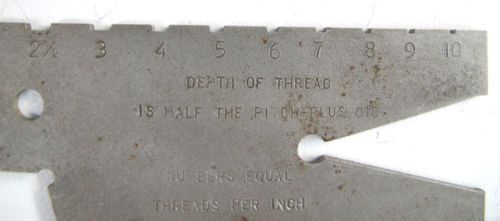 2½ 3 4 5 6 7 8 9 10
DEPTH OF THREAD
IS HALF THE PITCH-PLUS .010.
NUMBERS EQUAL
THREADS PER INCH